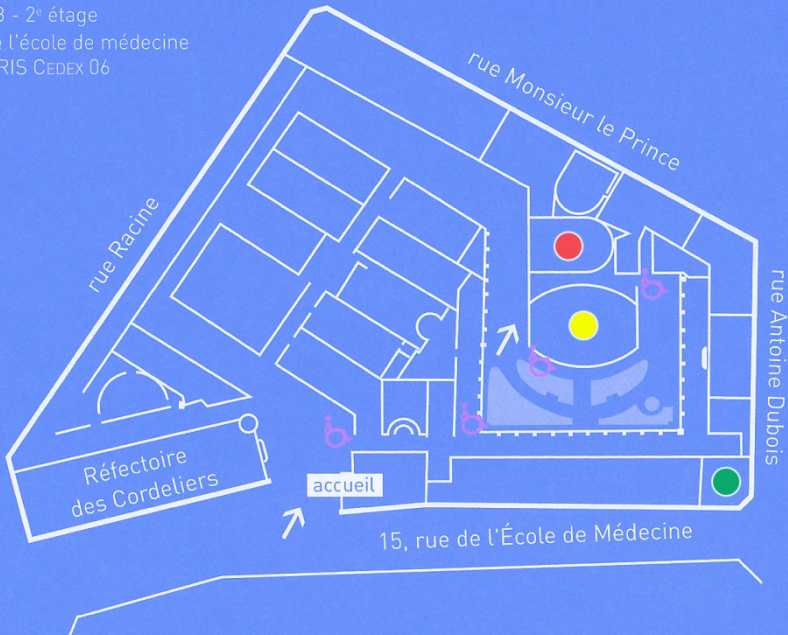 3 - 2e étage
e l'école de médecine
RIS CEDEX 06
rue Monsieur le Prince
rue Racine
rue Antoine Dubois
Réfectoire
des Cordeliers
accueil
15, rue de l'École de Médecine